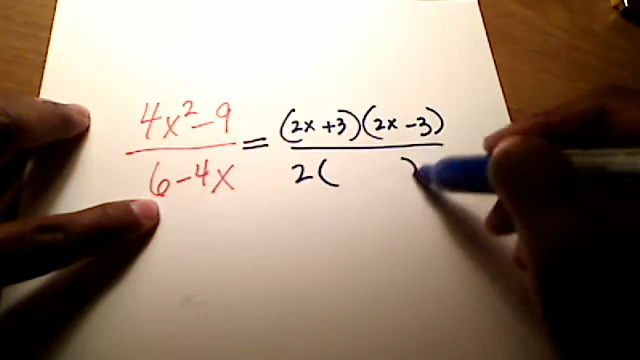 4x²-9 = (2x+3)(2x-3)
6-4x 2( )